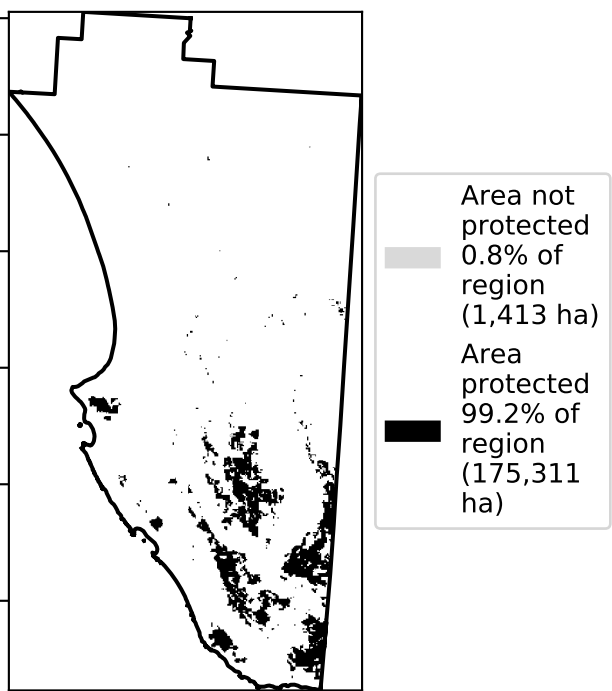 Area not
protected
0.8% of
region
(1,413 ha)
Area
protected
99.2% of
region
(175,311
ha)